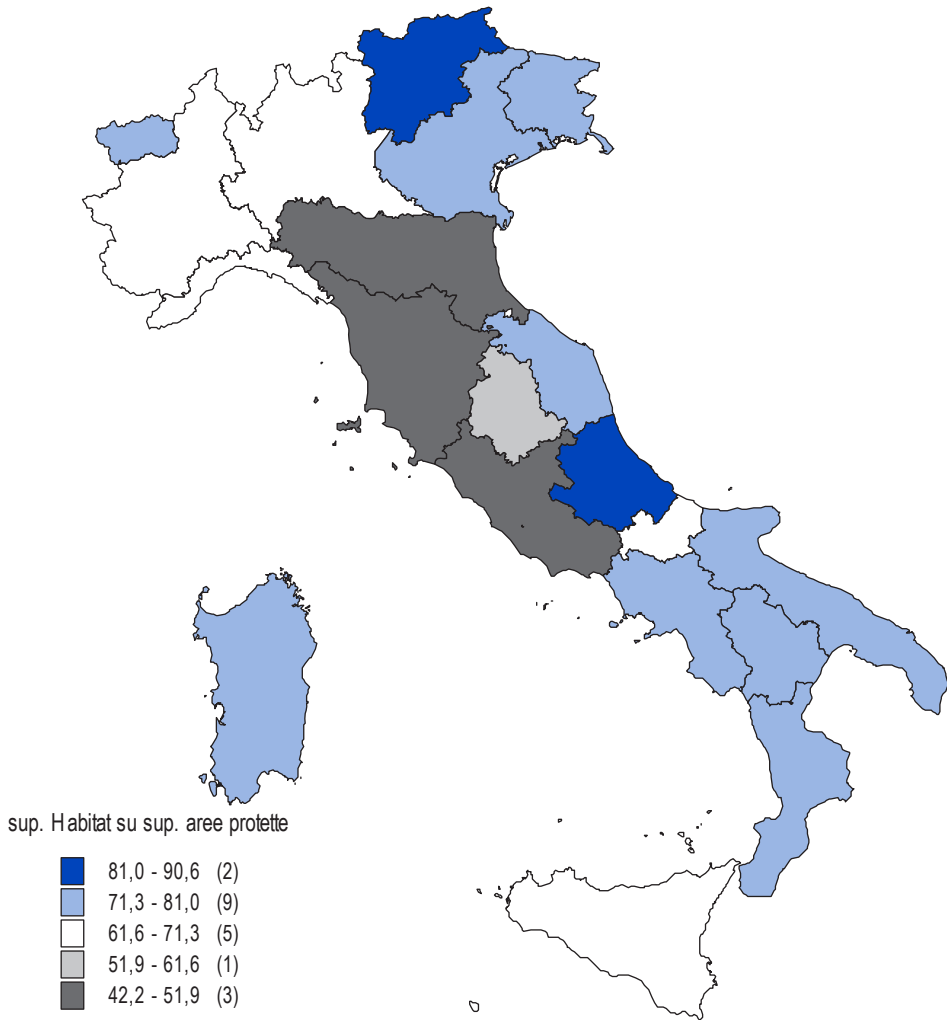 sup. Habitat su sup. aree protette
81,0 - 90,6 (2)
71,3 - 81,0 (9)
61,6 - 71,3 (5)
51,9 - 61,6 (1)
42,2 - 51,9 (3)